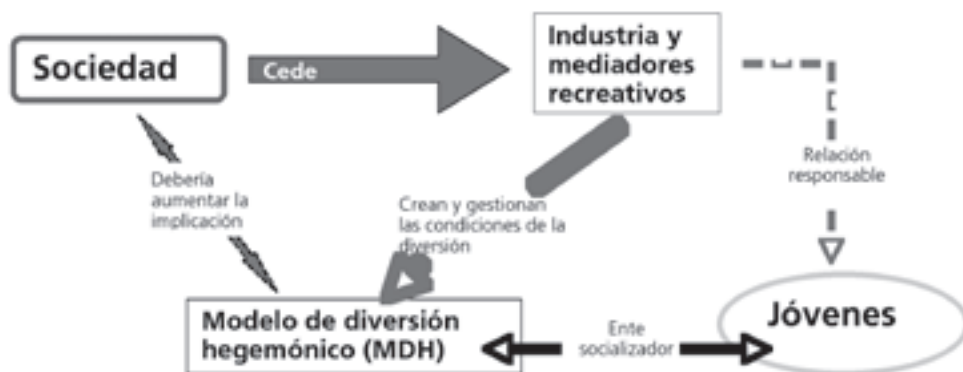 Sociedad
Cede
Industria y
mediadores
recreativos
Relación
responsable
Debería
aumentar la
implicación
Crean y gestionan
las condiciones de la
diversión
Modelo de diversión
hegemónico (MDH)
Ente
socializador
Jóvenes